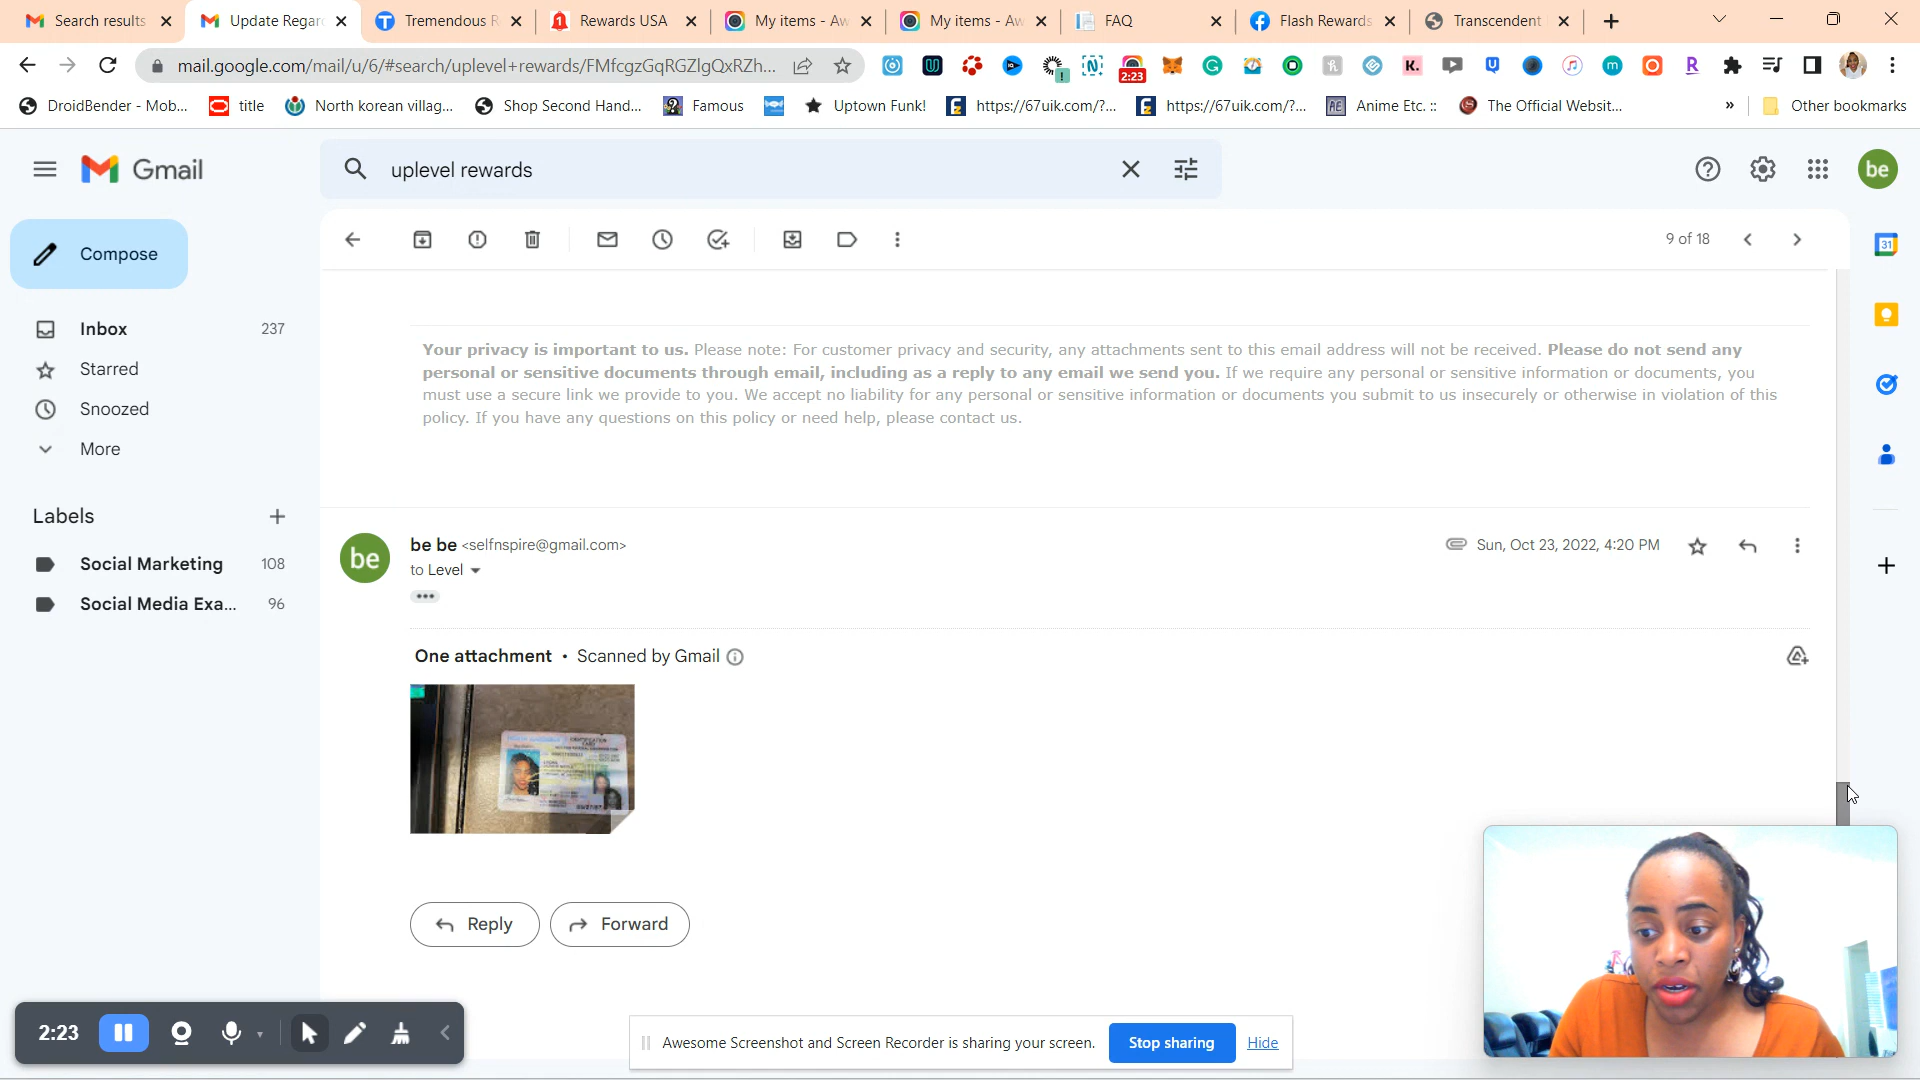 Search results
Update Regar
Tremendous R
Rewards USA
My items - Aw
My items - Aw
FAQ
Flash Rewards
Transcendent
mail.google.com/mail/u/6/#search/uplevel+rewards/FMfcgzGqRGZlgQxRZh...
2:23
DroidBender - Mob...
title
North korean villag...
Shop Second Hand...
Famous
Uptown Funk!
https://67uik.com/?...
https://67uik.com/?...
Anime Etc. ::
The Official Websit...
»
Other bookmarks
Gmail
uplevel rewards
be
Compose
9 of 18
Inbox 237
Starred
Snoozed
More
Labels
Social Marketing 108
Social Media Exa... 96
Your privacy is important to us. Please note: For customer privacy and security, any attachments sent to this email address will not be received. Please do not send any
personal or sensitive documents through email, including as a reply to any email we send you. If we require any personal or sensitive information or documents, you
must use a secure link we provide to you. We accept no liability for any personal or sensitive information or documents you submit to us insecurely or otherwise in violation of this
policy. If you have any questions on this policy or need help, please contact us.
be
be be <selfnspire@gmail.com>
Sun, Oct 23, 2022, 4:20 PM
to Level
One attachment • Scanned by Gmail
Reply
Forward
2:23
Awesome Screenshot and Screen Recorder is sharing your screen.
Stop sharing
Hide